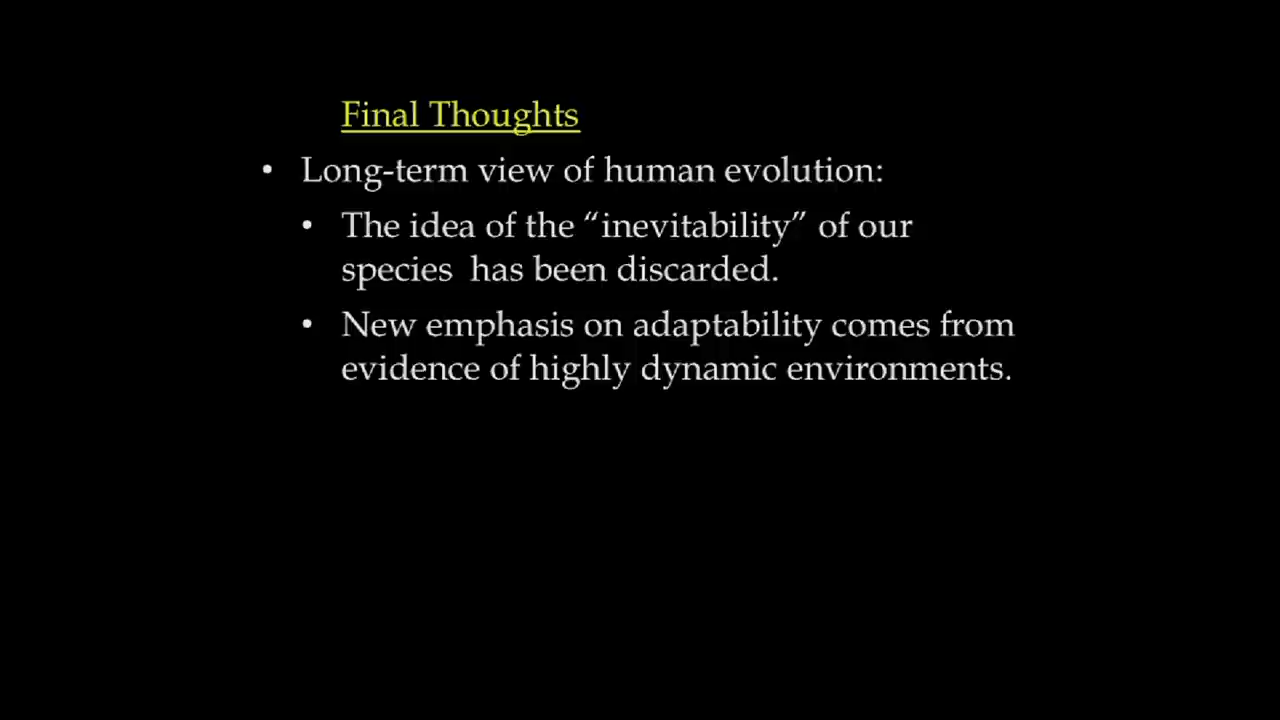 Final Thoughts
• Long-term view of human evolution:
• The idea of the “inevitability” of our
species  has been discarded.
• New emphasis on adaptability comes from
evidence of highly dynamic environments.